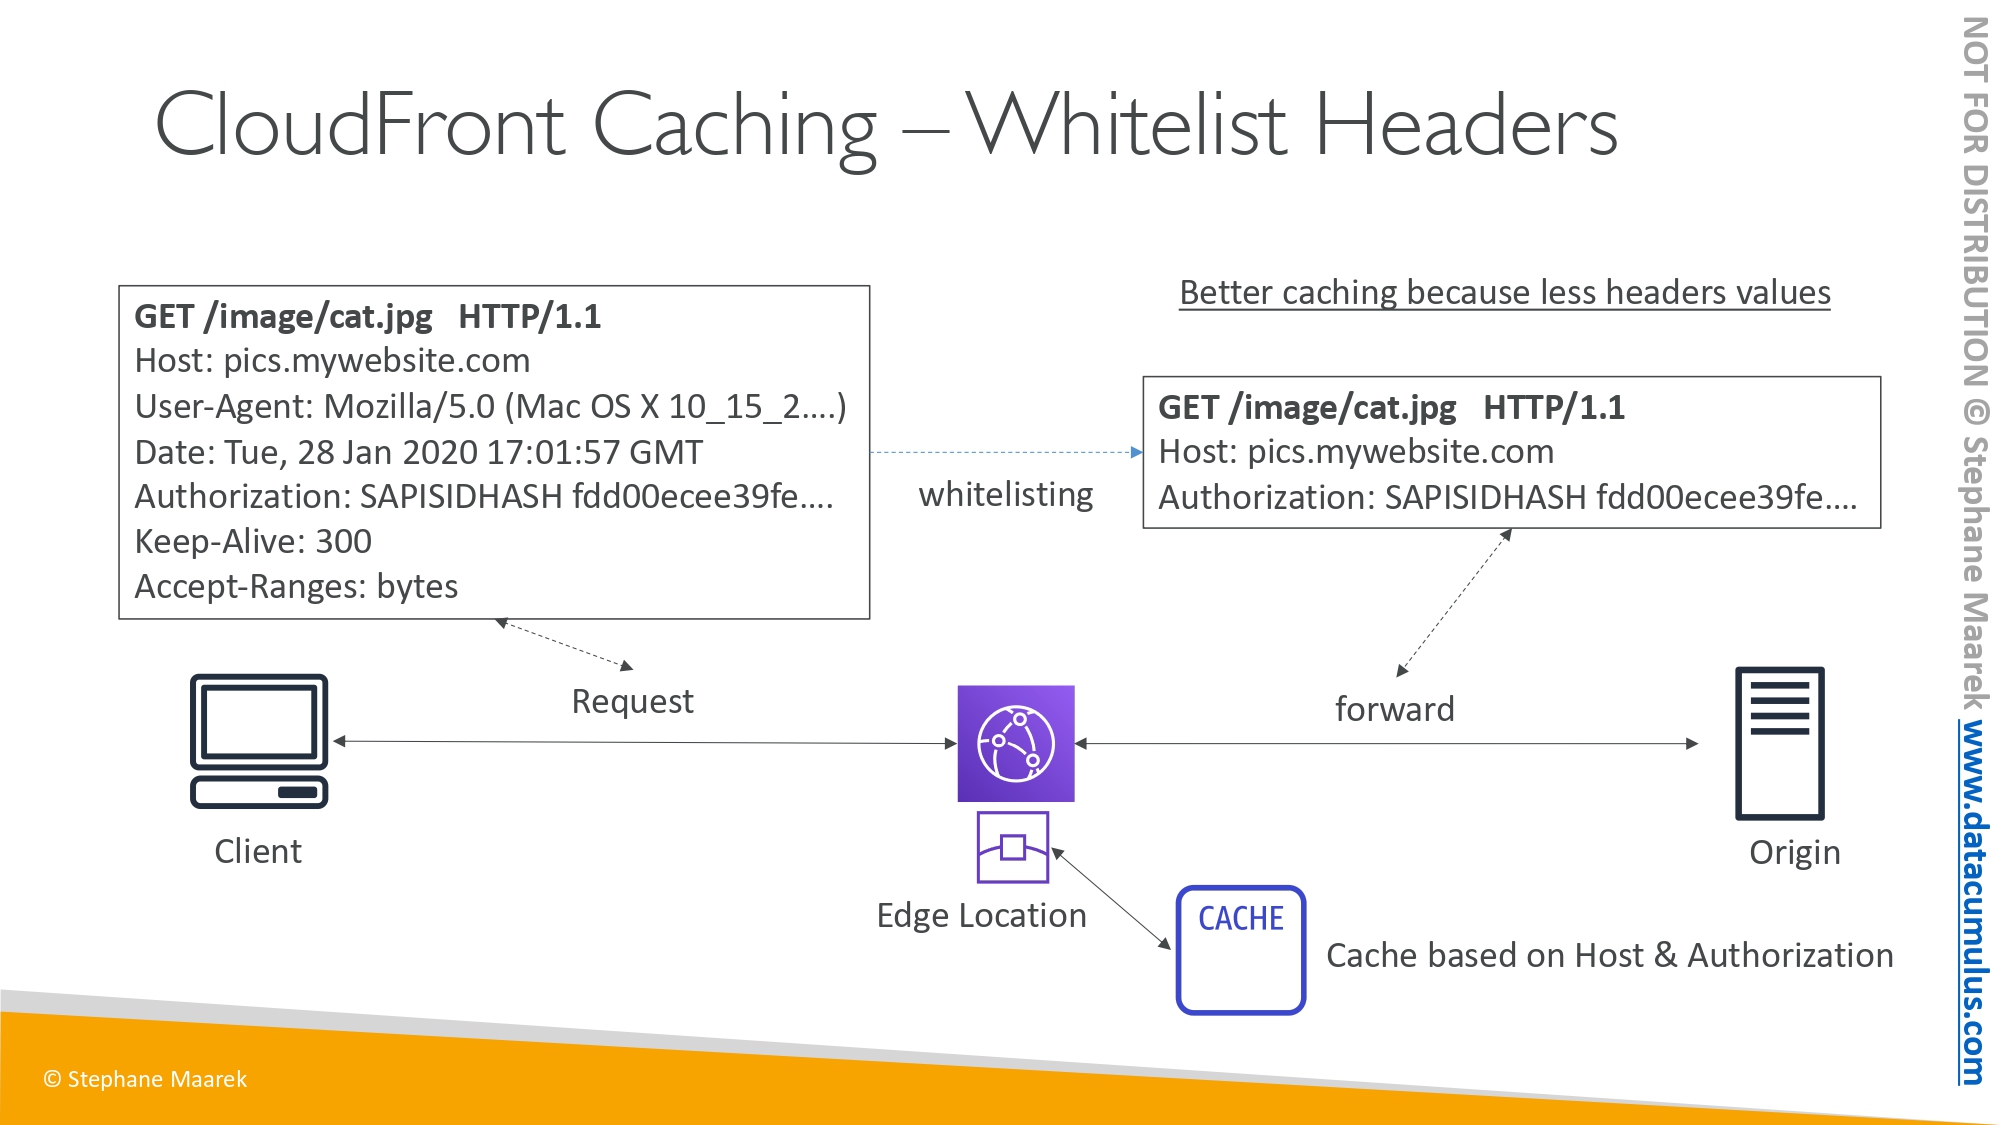 CloudFront Caching – Whitelist Headers
GET /image/cat.jpg   HTTP/1.1
Host: pics.mywebsite.com
User-Agent: Mozilla/5.0 (Mac OS X 10_15_2….)
Date: Tue, 28 Jan 2020 17:01:57 GMT
Authorization: SAPISIDHASH fdd00ecee39fe….
Keep-Alive: 300
Accept-Ranges: bytes
whitelisting
Better caching because less headers values
GET /image/cat.jpg   HTTP/1.1
Host: pics.mywebsite.com
Authorization: SAPISIDHASH fdd00ecee39fe….
Request
forward
Client
Origin
Edge Location
CACHE
Cache based on Host & Authorization
© Stephane Maarek
NOT FOR DISTRIBUTION © Stephane Maarek www.datacumulus.com